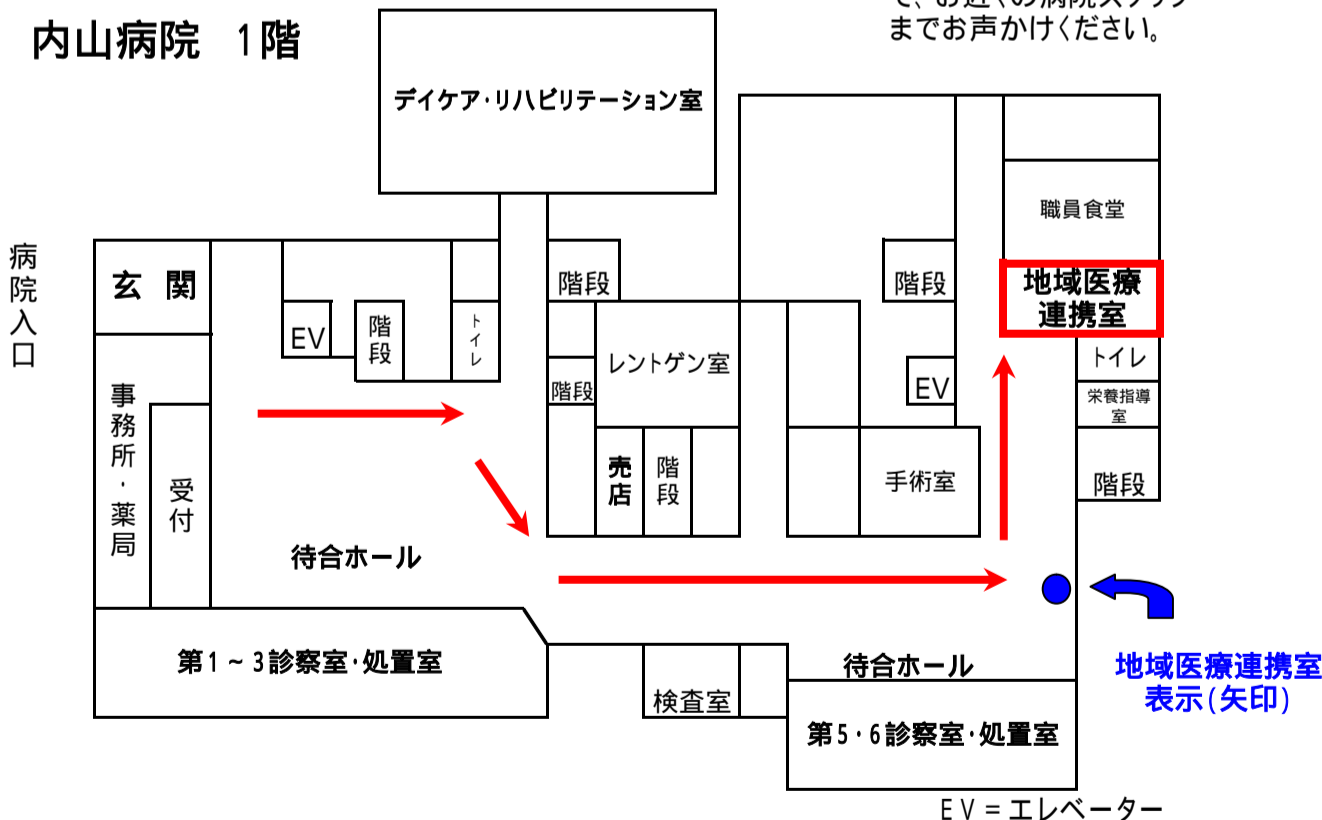 内山病院 1階
までお声かけください。
デイケア・リハビリテーション室
職員食堂
病院入口
玄 関
階段
階段
地域医療
連携室
EV
階段
トイレ
レントゲン室
トイレ
階段
EV
栄養指導
室
事務所・薬局
受付
売店
階段
手術室
階段
待合ホール
第1~3診察室・処置室
待合ホール
地域医療連携室
表示(矢印)
検査室
第5・6診察室・処置室
EV=エレベーター